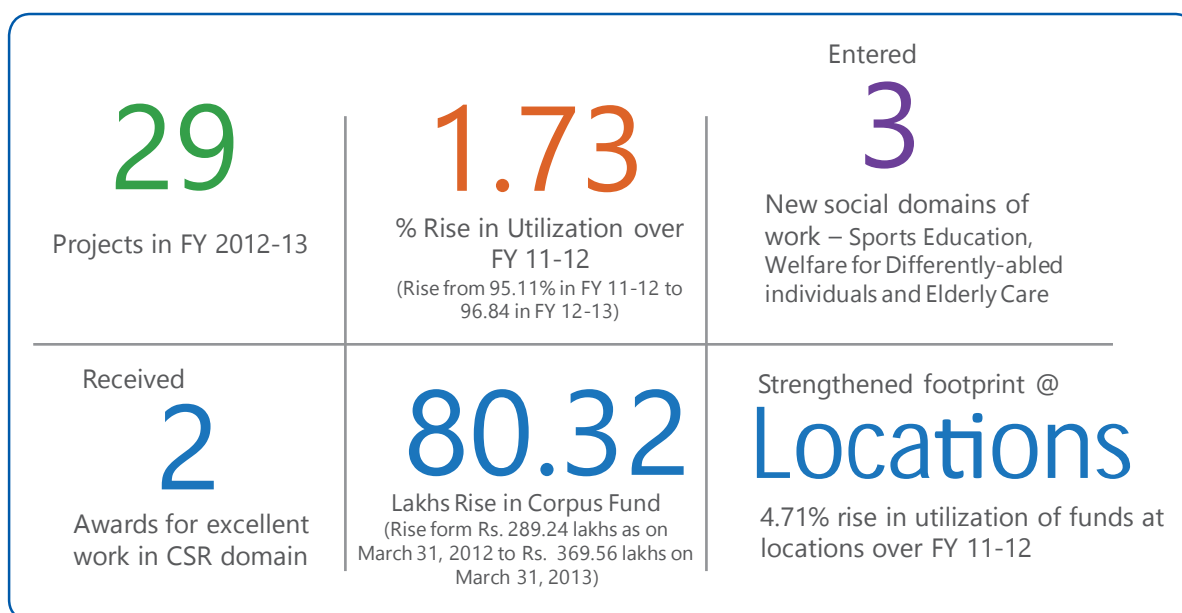 29
Projects in FY 2012-13
1.73
% Rise in Utilization over
FY 11-12
(Rise from 95.11% in FY 11-12 to
96.84 in FY 12-13)
Entered
3
New social domains of
work – Sports Education,
Welfare for Differently-abled
individuals and Elderly Care
Received
2
Awards for excellent
work in CSR domain
80.32
Lakhs Rise in Corpus Fund
(Rise form Rs. 289.24 lakhs as on
March 31, 2012 to Rs. 369.56 lakhs on
March 31, 2013)
Strengthened footprint @
Locations
4.71% rise in utilization of funds at
locations over FY 11-12